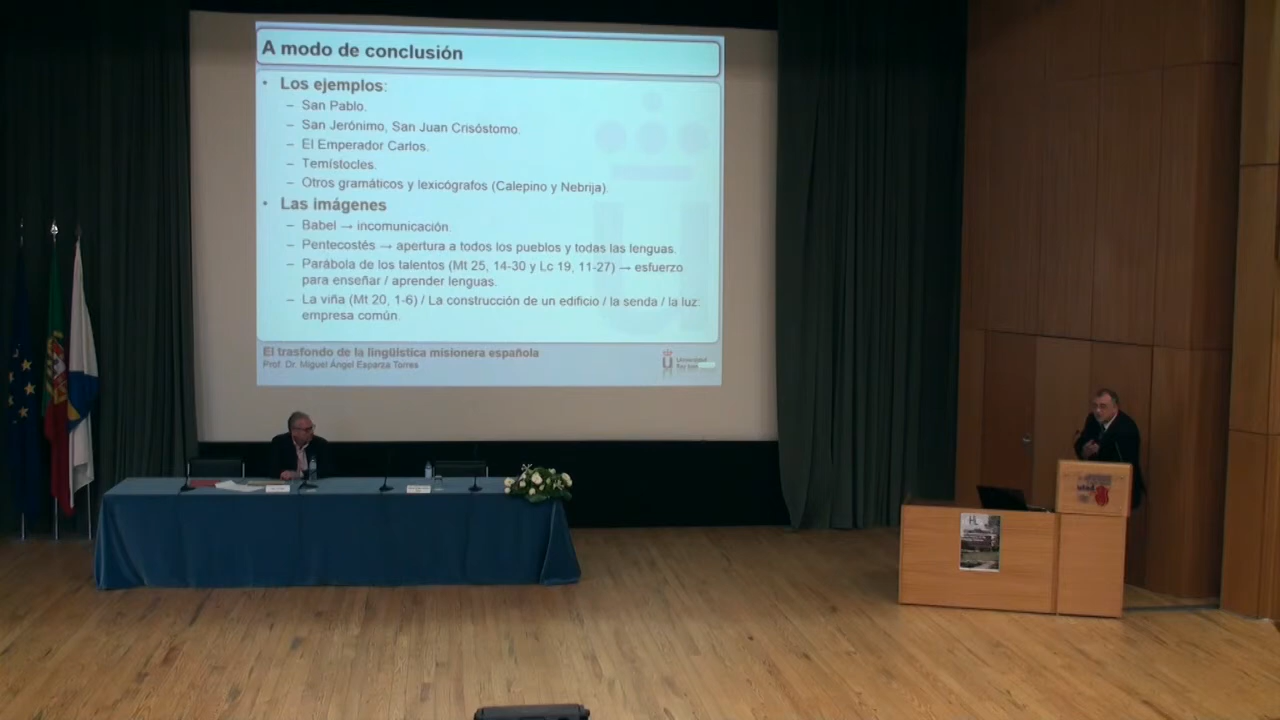 A modo de conclusión
• Los ejemplos:
– San Pablo.
– San Jerónimo, San Juan Crisóstomo.
– El Emperador Carlos.
– Temístocles.
– Otros gramáticos y lexicógrafos (Calepino y Nebrija).
• Las imágenes
– Babel → incomunicación.
– Pentecostés → apertura a todos los pueblos y todas las lenguas.
– Parábola de los talentos (Mt 25, 14-30 y Lc 19, 11-27) → esfuerzo
para enseñar / aprender lenguas.
– La viña (Mt 20, 1-6) / La construcción de un edificio / la senda / la luz:
empresa común.
El trasfondo de la lingüística misionera española
Prof. Dr. Miguel Ángel Esparza Torres
Universidad